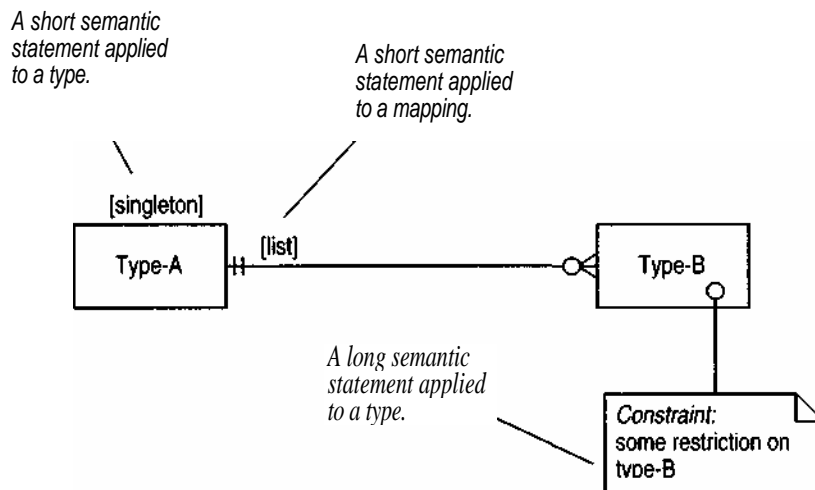 A short semantic
statement applied
to a type.
A short semantic
statement applied
to a mapping.
[singleton]
Type-A
[list]
Type-B
A long semantic
statement applied
to a type.
Constraint:
some restriction on
type-B